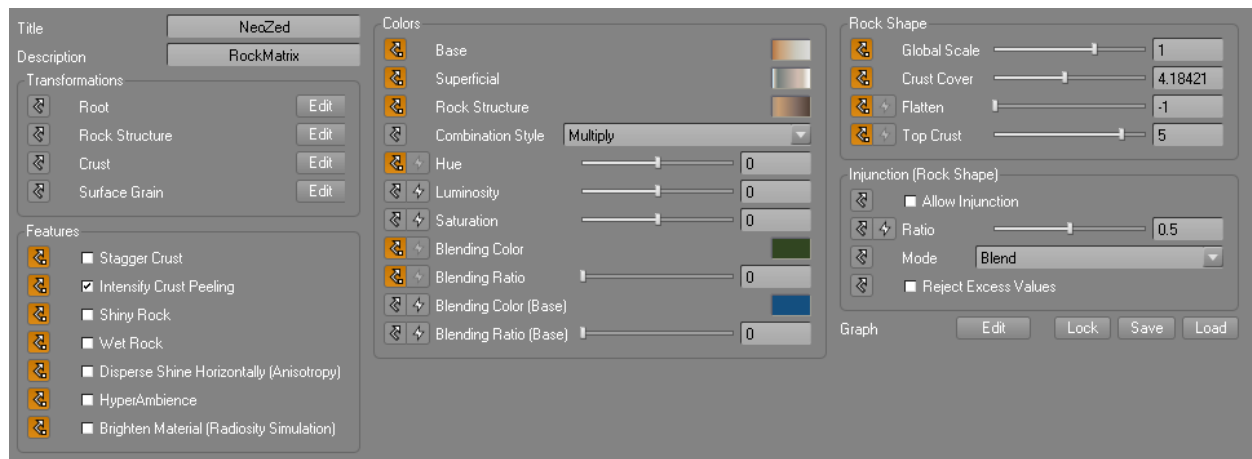 Title NeoZed
Description RockMatrix
Transformations
Root Edit
Rock Structure Edit
Crust Edit
Surface Grain Edit
Features
Stagger Crust
Intensify Crust Peeling
Shiny Rock
Wet Rock
Disperse Shine Horizontally (Anisotropy)
HyperAmbience
Brighten Material (Radiosity Simulation)
Colors
Base
Superficial
Rock Structure
Combination Style Multiply
Hue 0
Luminosity 0
Saturation 0
Blending Color
Blending Ratio 0
Blending Color (Base)
Blending Ratio (Base) 0
Rock Shape
Global Scale 1
Crust Cover 4.18421
Flatten -1
Top Crust 5
Injunction (Rock Shape)
Allow Injunction
Ratio 0.5
Mode Blend
Reject Excess Values
Graph Edit Lock Save Load